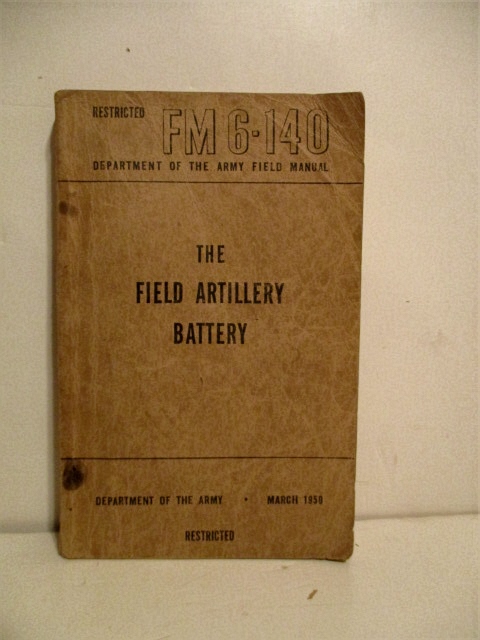 RESTRICTED FM 6-140
DEPARTMENT OF THE ARMY FIELD MANUAL
THE
FIELD ARTILLERY
BATTERY
DEPARTMENT OF THE ARMY • MARCH 1950
RESTRICTED